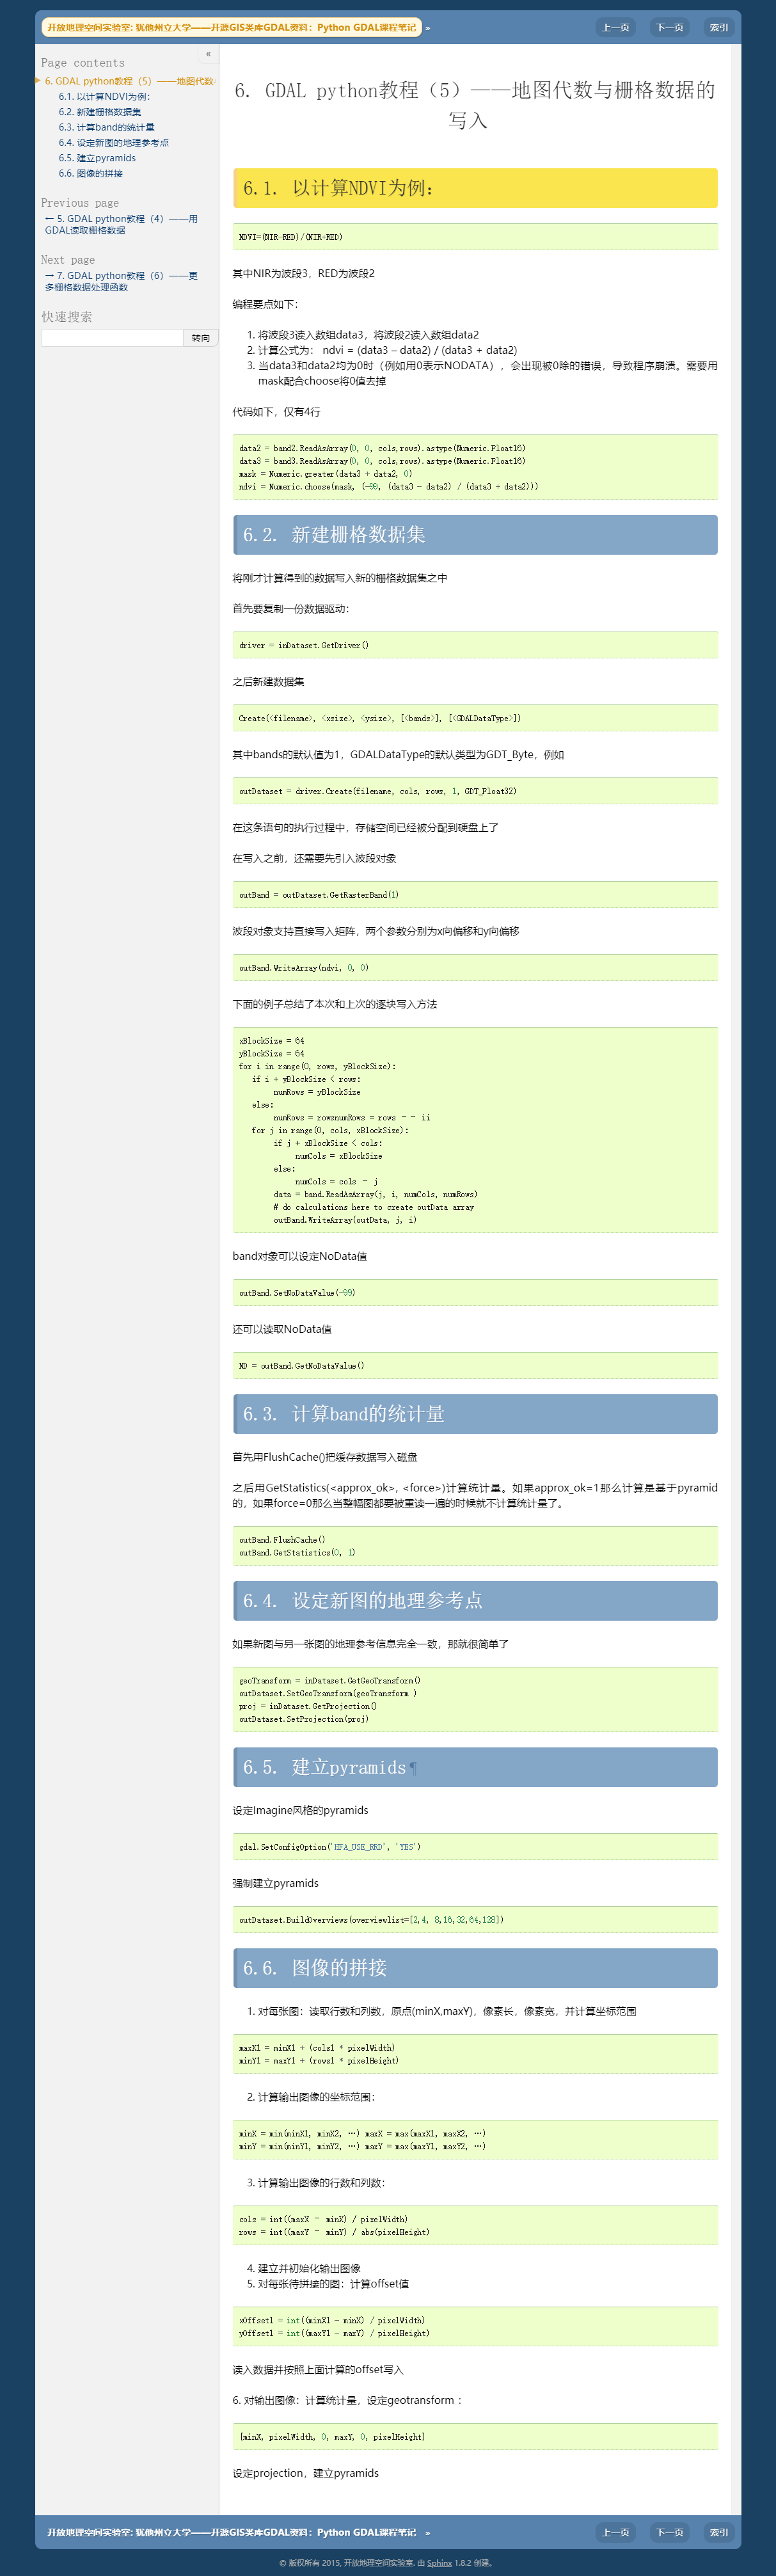 开放地理空间实验室: 犹他州立大学——开源GIS类库GDAL资料：Python GDAL课程笔记 »
上一页 下一页 索引
«
Page contents
6. GDAL python教程（5）——地图代数
6.1. 以计算NDVI为例：
6.2. 新建栅格数据集
6.3. 计算band的统计量
6.4. 设定新图的地理参考点
6.5. 建立pyramids
6.6. 图像的拼接
Previous page
← 5. GDAL python教程（4）——用
GDAL读取栅格数据
Next page
→ 7. GDAL python教程（6）——更
多栅格数据处理函数
快速搜索
转向
6. GDAL python教程（5）——地图代数与栅格数据的
写入
6.1. 以计算NDVI为例：
NDVI=(NIR-RED)/(NIR+RED)
其中NIR为波段3，RED为波段2
编程要点如下：
1. 将波段3读入数组data3，将波段2读入数组data2
2. 计算公式为： ndvi = (data3 – data2) / (data3 + data2)
3. 当data3和data2均为0时（例如用0表示NODATA），会出现被0除的错误，导致程序崩溃。需要用
mask配合choose将0值去掉
代码如下，仅有4行
data2 = band2.ReadAsArray(0, 0, cols,rows).astype(Numeric.Float16)
data3 = band3.ReadAsArray(0, 0, cols,rows).astype(Numeric.Float16)
mask = Numeric.greater(data3 + data2, 0)
ndvi = Numeric.choose(mask, (-99, (data3 - data2) / (data3 + data2)))
6.2. 新建栅格数据集
将刚才计算得到的数据写入新的栅格数据集之中
首先要复制一份数据驱动：
driver = inDataset.GetDriver()
之后新建数据集
Create(<filename>, <xsize>, <ysize>, [<bands>], [<GDALDataType>])
其中bands的默认值为1，GDALDataType的默认类型为GDT_Byte，例如
outDataset = driver.Create(filename, cols, rows, 1, GDT_Float32)
在这条语句的执行过程中，存储空间已经被分配到硬盘上了
在写入之前，还需要先引入波段对象
outBand = outDataset.GetRasterBand(1)
波段对象支持直接写入矩阵，两个参数分别为x向偏移和y向偏移
outBand.WriteArray(ndvi, 0, 0)
下面的例子总结了本次和上次的逐块写入方法
xBlockSize = 64
yBlockSize = 64
for i in range(0, rows, yBlockSize):
if i + yBlockSize < rows:
numRows = yBlockSize
else:
numRows = rowsnumRows = rows –– ii
for j in range(0, cols, xBlockSize):
if j + xBlockSize < cols:
numCols = xBlockSize
else:
numCols = cols – j
data = band.ReadAsArray(j, i, numCols, numRows)
# do calculations here to create outData array
outBand.WriteArray(outData, j, i)
band对象可以设定NoData值
outBand.SetNoDataValue(-99)
还可以读取NoData值
ND = outBand.GetNoDataValue()
6.3. 计算band的统计量
首先用FlushCache()把缓存数据写入磁盘
之后用GetStatistics(<approx_ok>, <force>)计算统计量。如果approx_ok=1那么计算是基于pyramid
的，如果force=0那么当整幅图都要被重读一遍的时候就不计算统计量了。
outBand.FlushCache()
outBand.GetStatistics(0, 1)
6.4. 设定新图的地理参考点
如果新图与另一张图的地理参考信息完全一致，那就很简单了
geoTransform = inDataset.GetGeoTransform()
outDataset.SetGeoTransform(geoTransform )
proj = inDataset.GetProjection()
outDataset.SetProjection(proj)
6.5. 建立pyramids¶
设定Imagine风格的pyramids
gdal.SetConfigOption('HFA_USE_RRD', 'YES')
强制建立pyramids
outDataset.BuildOverviews(overviewlist=[2,4, 8,16,32,64,128])
6.6. 图像的拼接
1. 对每张图：读取行数和列数，原点(minX,maxY)，像素长，像素宽，并计算坐标范围
maxX1 = minX1 + (cols1 * pixelWidth)
minY1 = maxY1 + (rows1 * pixelHeight)
2. 计算输出图像的坐标范围：
minX = min(minX1, minX2, …) maxX = max(maxX1, maxX2, …)
minY = min(minY1, minY2, …) maxY = max(maxY1, maxY2, …)
3. 计算输出图像的行数和列数：
cols = int((maxX – minX) / pixelWidth)
rows = int((maxY – minY) / abs(pixelHeight)
4. 建立并初始化输出图像
5. 对每张待拼接的图：计算offset值
xOffset1 = int((minX1 - minX) / pixelWidth)
yOffset1 = int((maxY1 - maxY) / pixelHeight)
读入数据并按照上面计算的offset写入
6. 对输出图像：计算统计量，设定geotransform ：
[minX, pixelWidth, 0, maxY, 0, pixelHeight]
设定projection，建立pyramids
开放地理空间实验室: 犹他州立大学——开源GIS类库GDAL资料：Python GDAL课程笔记 »
上一页 下一页 索引
© 版权所有 2015, 开放地理空间实验室. 由 Sphinx 1.8.2 创建。